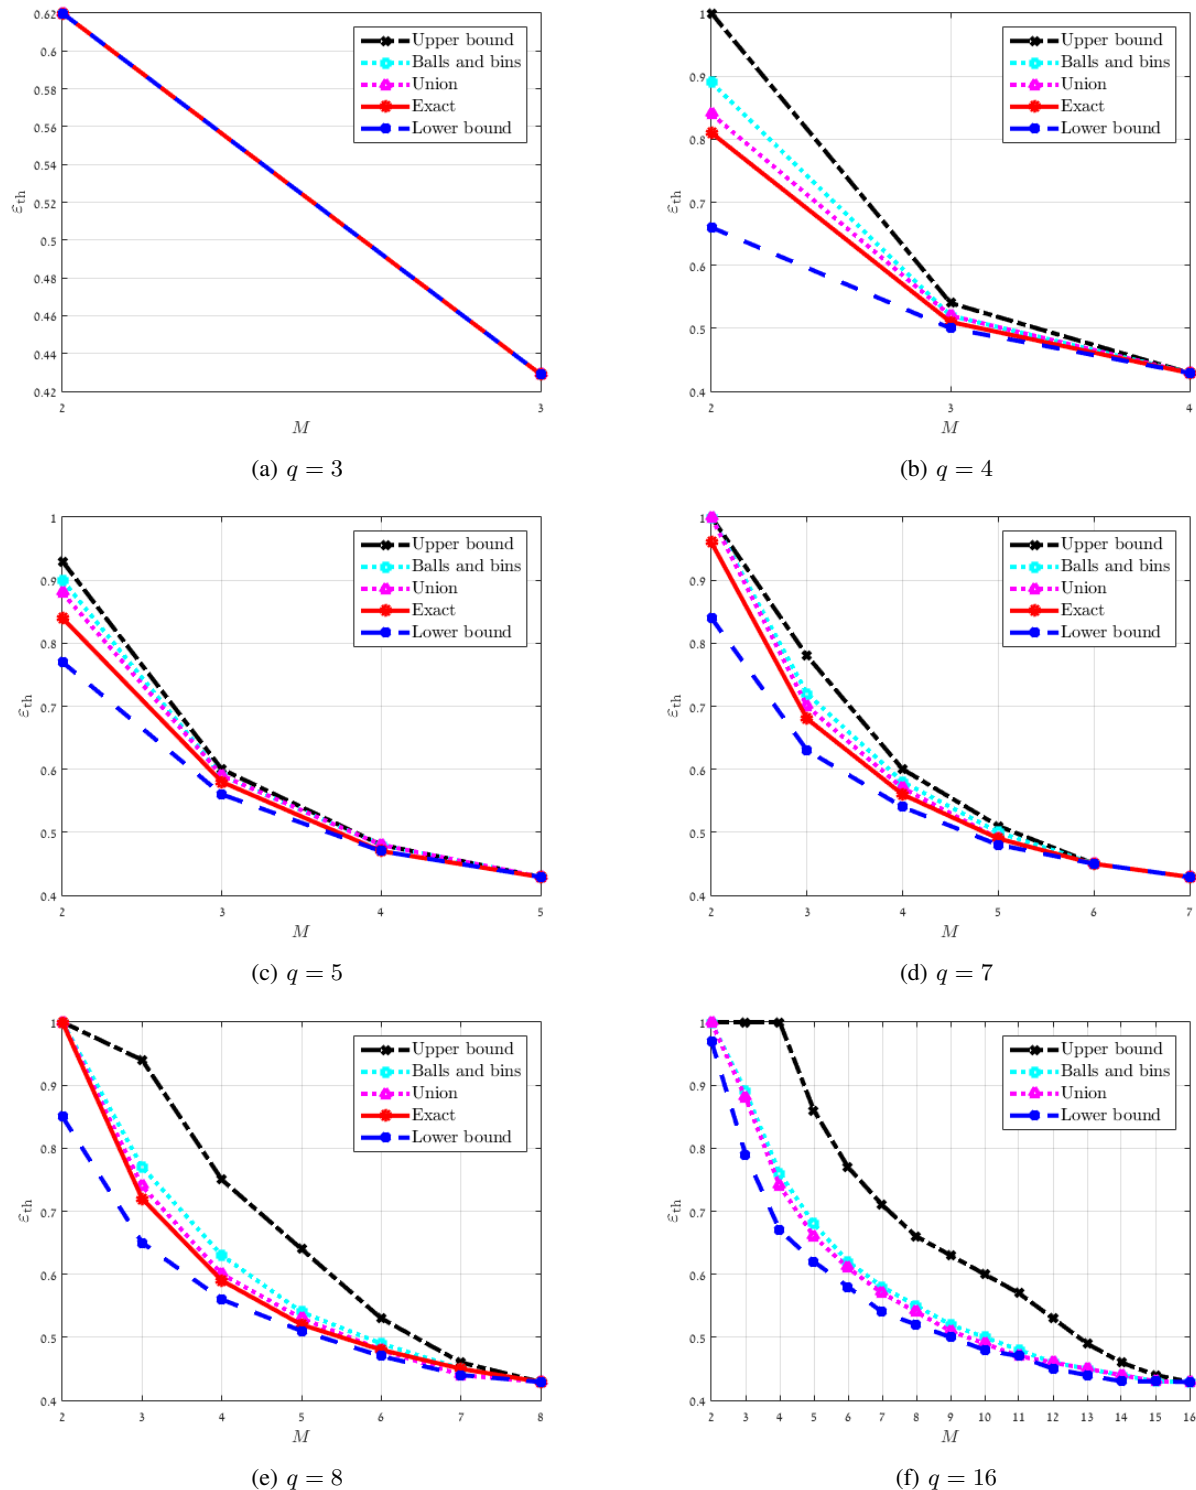 0.62
0.6
0.58
0.56
0.54
0.52
0.5
0.48
0.46
0.44
0.42
2
3
εth
M
Upper bound
Balls and bins
Union
Exact
Lower bound
(a) q = 3
1
0.9
0.8
0.7
0.6
0.5
0.4
2
3
4
εth
M
Upper bound
Balls and bins
Union
Exact
Lower bound
(b) q = 4
1
0.9
0.8
0.7
0.6
0.5
0.4
2
3
4
5
εth
M
Upper bound
Balls and bins
Union
Exact
Lower bound
(c) q = 5
1
0.9
0.8
0.7
0.6
0.5
0.4
2
3
4
5
6
7
εth
M
Upper bound
Balls and bins
Union
Exact
Lower bound
(d) q = 7
1
0.9
0.8
0.7
0.6
0.5
0.4
2
3
4
5
6
7
8
εth
M
Upper bound
Balls and bins
Union
Exact
Lower bound
(e) q = 8
1
0.9
0.8
0.7
0.6
0.5
0.4
2
3
4
5
6
7
8
9
10
11
12
13
14
15
16
εth
M
Upper bound
Balls and bins
Union
Lower bound
(f) q = 16